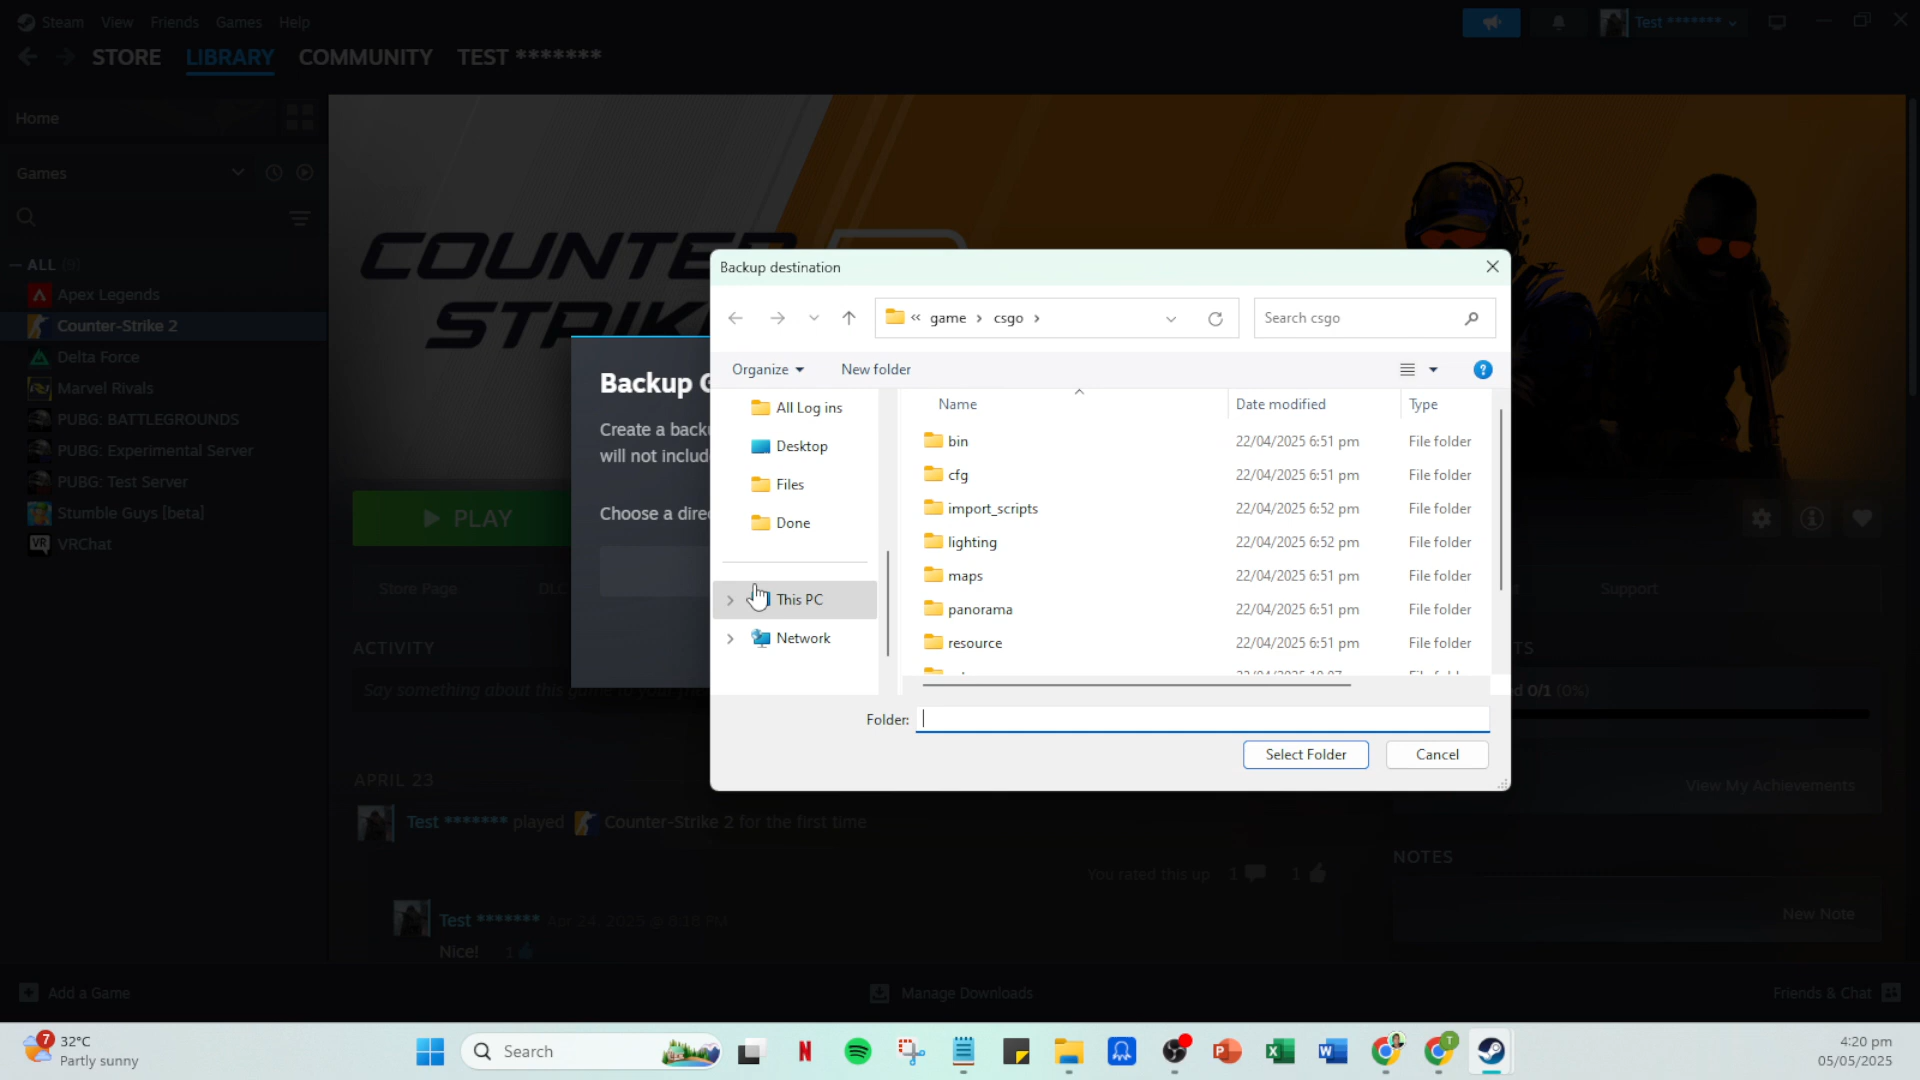 Steam View Friends Games Help
Test *******
STORE LIBRARY COMMUNITY TEST *******
Home
Games
ALL (9)
Apex Legends
Counter-Strike 2
Delta Force
Marvel Rivals
PUBG: BATTLEGROUNDS
PUBG: Experimental Server
PUBG: Test Server
Stumble Guys [beta]
VRChat
COUNTER
STRIK
PLAY
Store Page
DLC
Support
ACTIVITY
Say something about this game to your
APRIL 23
Test ******* played Counter-Strike 2 for the first time
You rated this up 1 1
Test ******* Apr 24, 2025 @ 9:16 PM
Nice! 1
0/1 (0%)
View My Achievements
NOTES
New Note
Backup G
Create a back
will not includ
Choose a direc
Backup destination
« game › csgo ›
Search csgo
Organize New folder
All Log ins
Desktop
Files
Done
This PC
Network
Name Date modified Type
bin 22/04/2025 6:51 pm File folder
cfg 22/04/2025 6:51 pm File folder
import_scripts 22/04/2025 6:52 pm File folder
lighting 22/04/2025 6:52 pm File folder
maps 22/04/2025 6:51 pm File folder
panorama 22/04/2025 6:51 pm File folder
resource 22/04/2025 6:51 pm File folder
Folder:
Select Folder Cancel
Add a Game
Manage Downloads
Friends & Chat
7
32°C
Partly sunny
Search
4:20 pm
05/05/2025